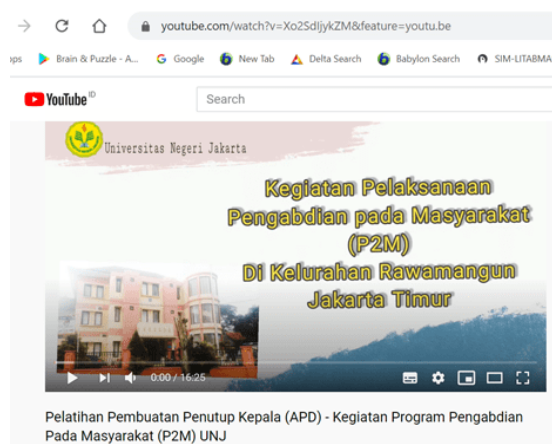 youtube.com/watch?v=Xo2SdIjykZM&feature=youtu.be
ps Brain & Puzzle - A... Google New Tab Delta Search Babylon Search SIM-LITABMA
YouTube ID
Search
Universitas Negeri Jakarta
Kegiatan Pelaksanaan
Pengabdian pada Masyarakat
(P2M)
Di Kelurahan Rawamangun
Jakarta Timur
0:00 / 16:25
Pelatihan Pembuatan Penutup Kepala (APD) - Kegiatan Program Pengabdian
Pada Masyarakat (P2M) UNJ